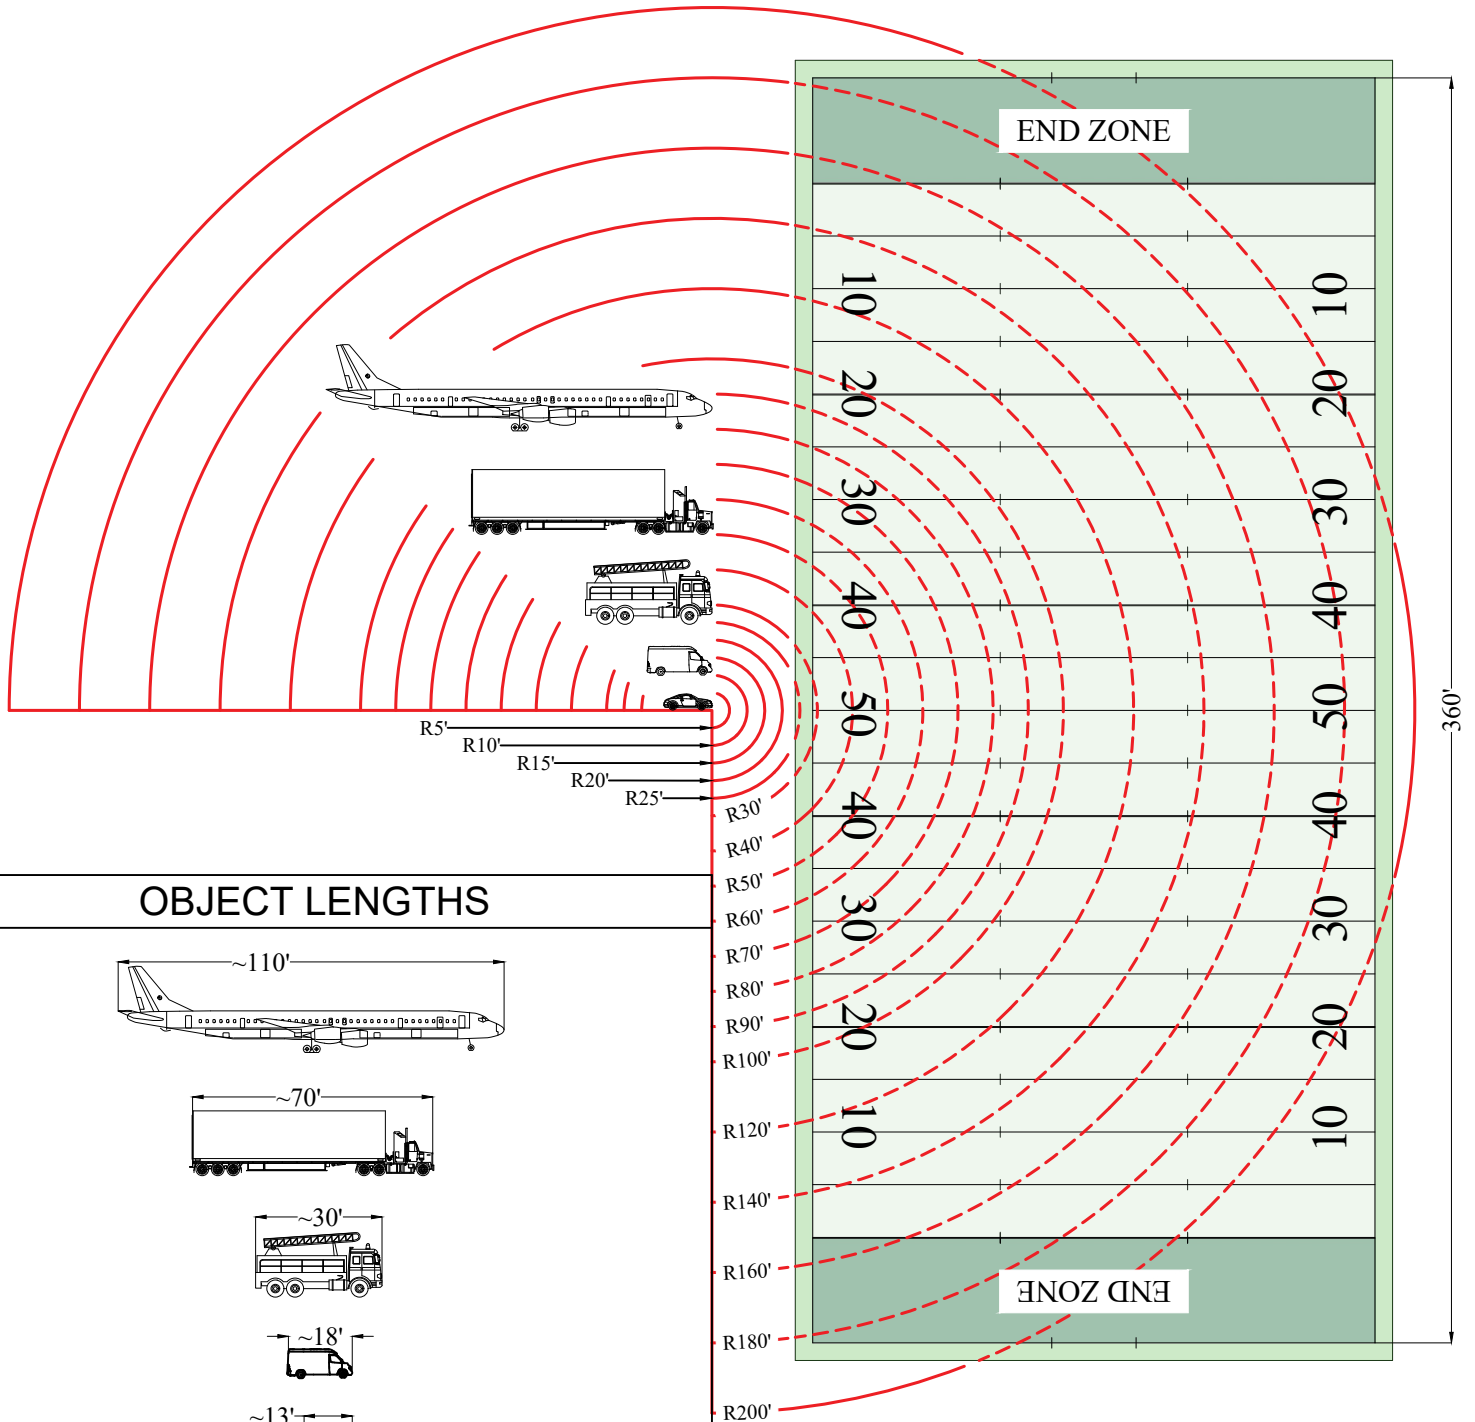 END ZONE
10 10
20 20
30 30
40 40
50 50
40 40
30 30
20 20
10 10
END ZONE
360'
R5'
R10'
R15'
R20'
R25'
R30'
R40'
R50'
R60'
R70'
R80'
R90'
R100'
R120'
R140'
R160'
R180'
R200'
OBJECT LENGTHS
~110'
~70'
~30'
~18'
~13'